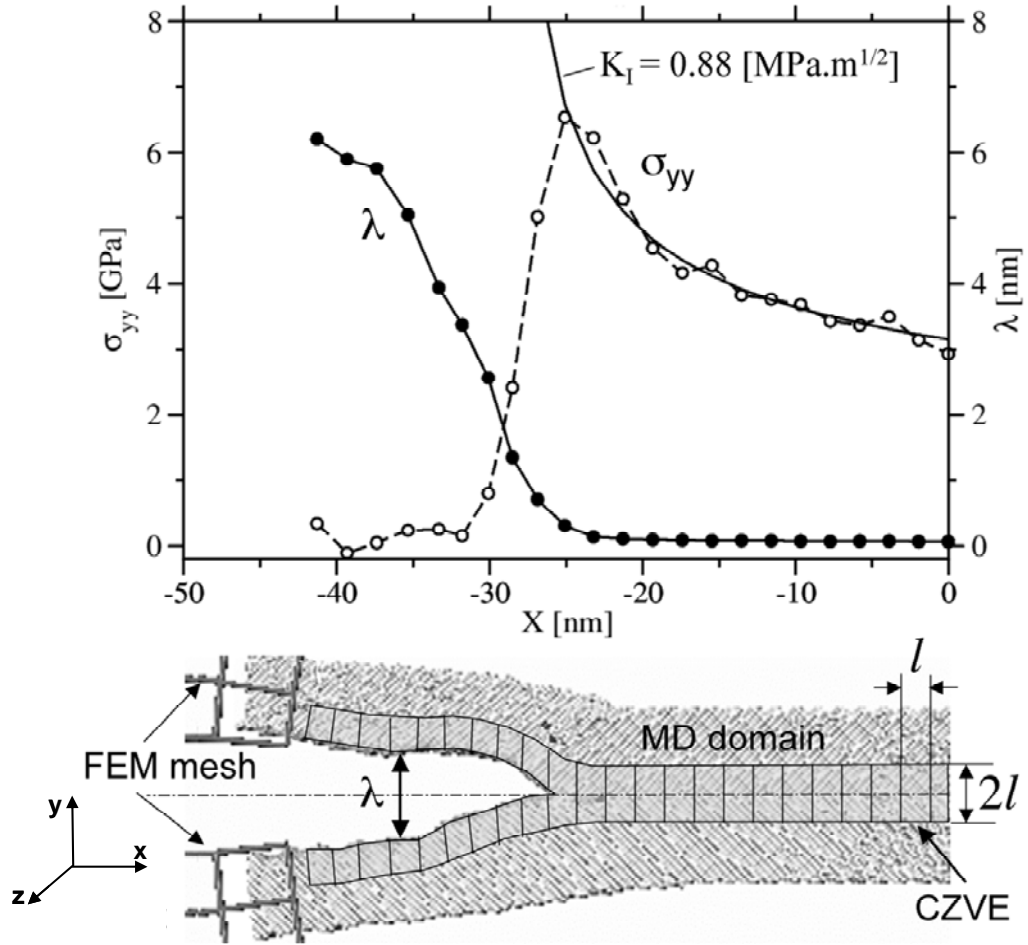 8
6
4
2
0
σyy [GPa]
K_I = 0.88 [MPa.m^1/2]
σyy
λ
8
6
4
2
0
λ [nm]
-50 -40 -30 -20 -10 0
X [nm]
l
MD domain
FEM mesh
λ
2l
y
x
z
CZVE